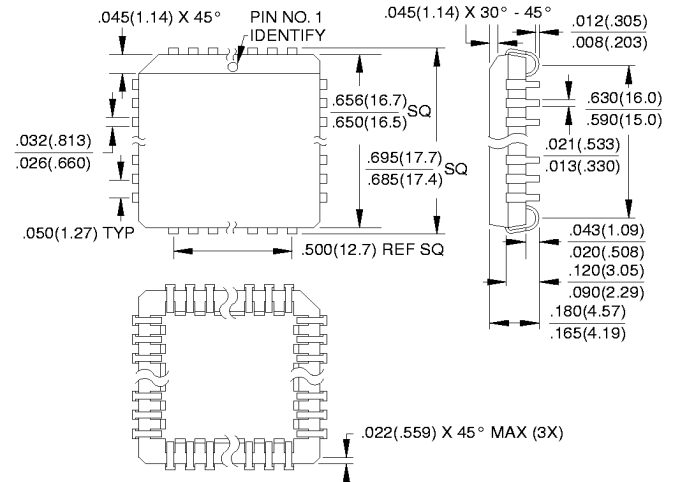 .045(1.14) X 45°
PIN NO. 1
IDENTIFY
.045(1.14) X 30° - 45°
.012(.305)
.008(.203)
.656(16.7)
.650(16.5)
SQ
.630(16.0)
.590(15.0)
.032(.813)
.026(.660)
.695(17.7)
.685(17.4)
SQ
.021(.533)
.013(.330)
.050(1.27) TYP
.500(12.7) REF SQ
.043(1.09)
.020(.508)
.120(3.05)
.090(2.29)
.180(4.57)
.165(4.19)
.022(.559) X 45° MAX (3X)